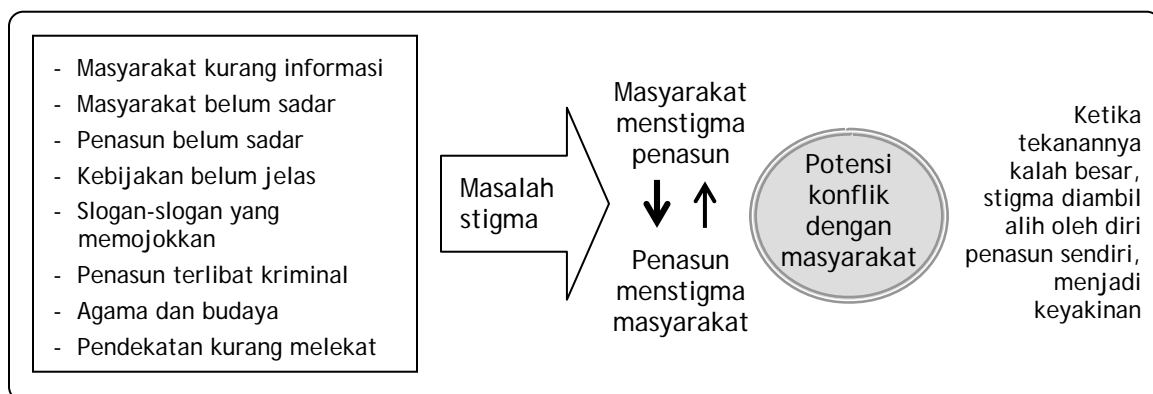 - Masyarakat kurang informasi
- Masyarakat belum sadar
- Penasun belum sadar
- Kebijakan belum jelas
- Slogan-slogan yang
memojokkan
- Penasun terlibat kriminal
- Agama dan budaya
- Pendekatan kurang melekat
Masalah
stigma
Masyarakat
menstigma
penasun
Penasun
menstigma
masyarakat
Potensi
konflik
dengan
masyarakat
Ketika
tekanannya
kalah besar,
stigma diambil
alih oleh diri
penasun sendiri,
menjadi
keyakinan